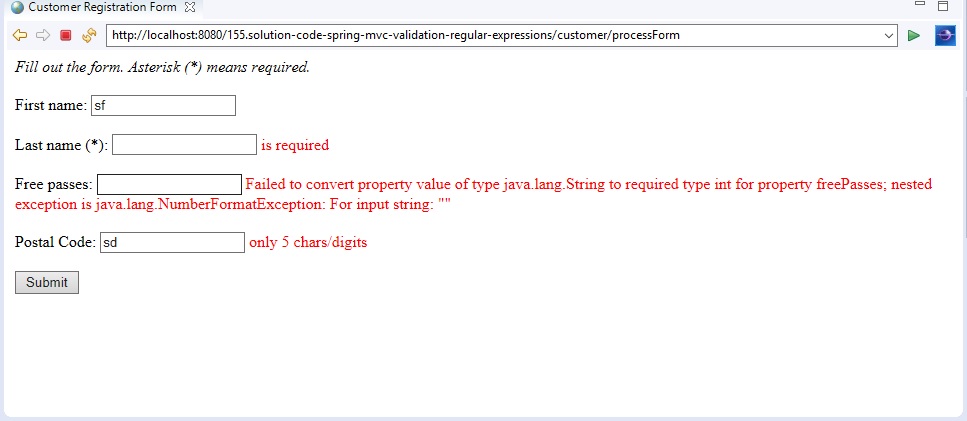 Customer Registration Form
http://localhost:8080/155.solution-code-spring-mvc-validation-regular-expressions/customer/processForm
Fill out the form. Asterisk (*) means required.
First name: sf
Last name (*): is required
Free passes: Failed to convert property value of type java.lang.String to required type int for property freePasses; nested
exception is java.lang.NumberFormatException: For input string: ""
Postal Code: sd only 5 chars/digits
Submit